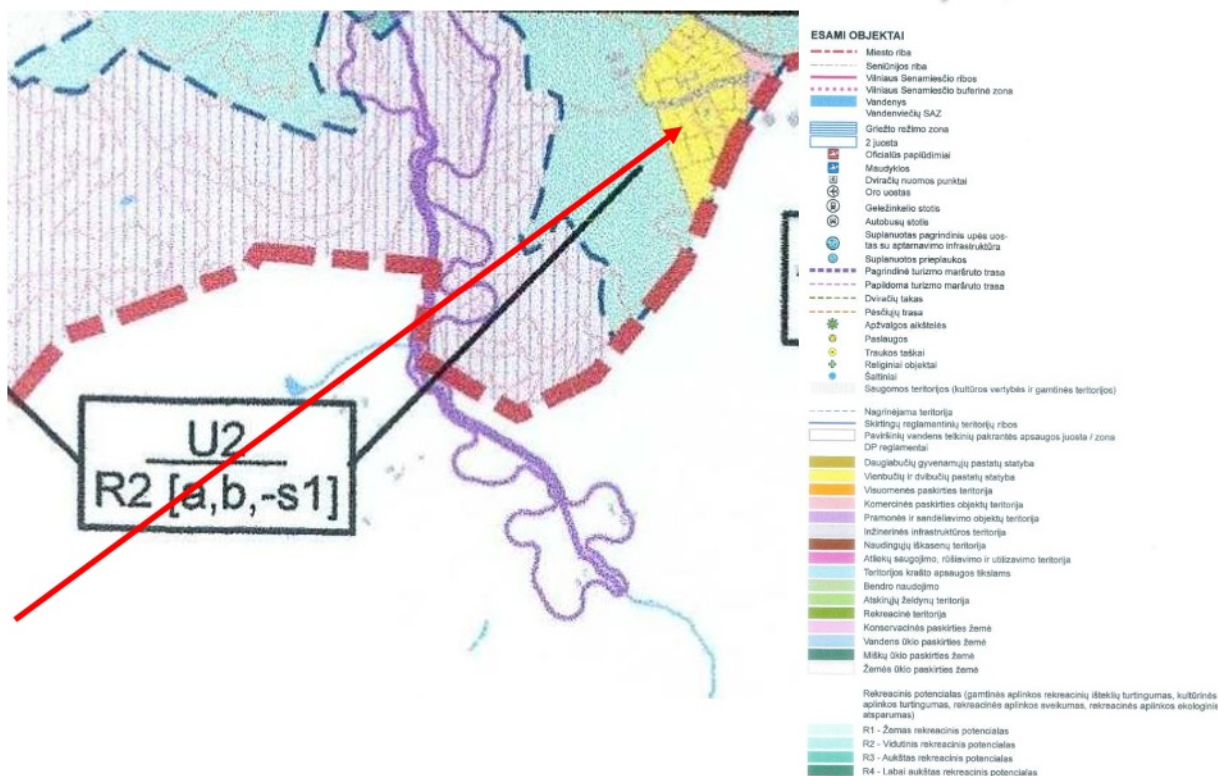 U2
R2 [a,b,-s1]
ESAMI OBJEKTAI
Miesto riba
Seniūnijos riba
Vilniaus Senamiesčio ribos
Vilniaus Senamiesčio buferinė zona
Vandenys
Vandenviečių SAZ
Griežto režimo zona
2 juosta
Oficialūs paplūdimiai
Maudyklos
Dviračių nuomos punktai
Oro uostas
Geležinkelio stotis
Autobusų stotis
Suplanuotas pagrindinis upės uos-
tas su aptarnavimo infrastruktūra
Suplanuotos prieplaukos
Pagrindinė turizmo maršruto trasa
Papildoma turizmo maršruto trasa
Dviračių takas
Pėsčiųjų trasa
Apžvalgos aikštelės
Paslaugos
Traukos taškai
Religiniai objektai
Šaltiniai
Saugomos teritorijos (kultūros vertybės ir gamtinės teritorijos)
Nagrinėjama teritorija
Skirtingų reglamentinių teritorijų ribos
Paviršinių vandens telkinių pakrantės apsaugos juosta / zona
DP reglamentai
Daugiabučių gyvenamųjų pastatų statyba
Vienbučių ir dvibučių pastatų statyba
Visuomenės paskirties teritorija
Komercinės paskirties objektų teritorija
Pramonės ir sandėliavimo objektų teritorija
Inžinerinės infrastruktūros teritorija
Naudingųjų iškasenų teritorija
Atliekų saugojimo, rūšiavimo ir utilizavimo teritorija
Teritorijos krašto apsaugos tikslams
Bendro naudojimo
Atskirųjų želdynų teritorija
Rekreacinė teritorija
Konservacinės paskirties žemė
Vandens ūkio paskirties žemė
Miškų ūkio paskirties žemė
Žemės ūkio paskirties žemė
Rekreacinis potencialas (gamtinės aplinkos rekreacinių išteklių turtingumas, kultūrinės
aplinkos turtingumas, rekreacinės aplinkos sveikumas, rekreacinės aplinkos ekologinis
atsparumas)
R1 - Žemas rekreacinis potencialas
R2 - Vidutinis rekreacinis potencialas
R3 - Aukštas rekreacinis potencialas
R4 - Labai aukštas rekreacinis potencialas